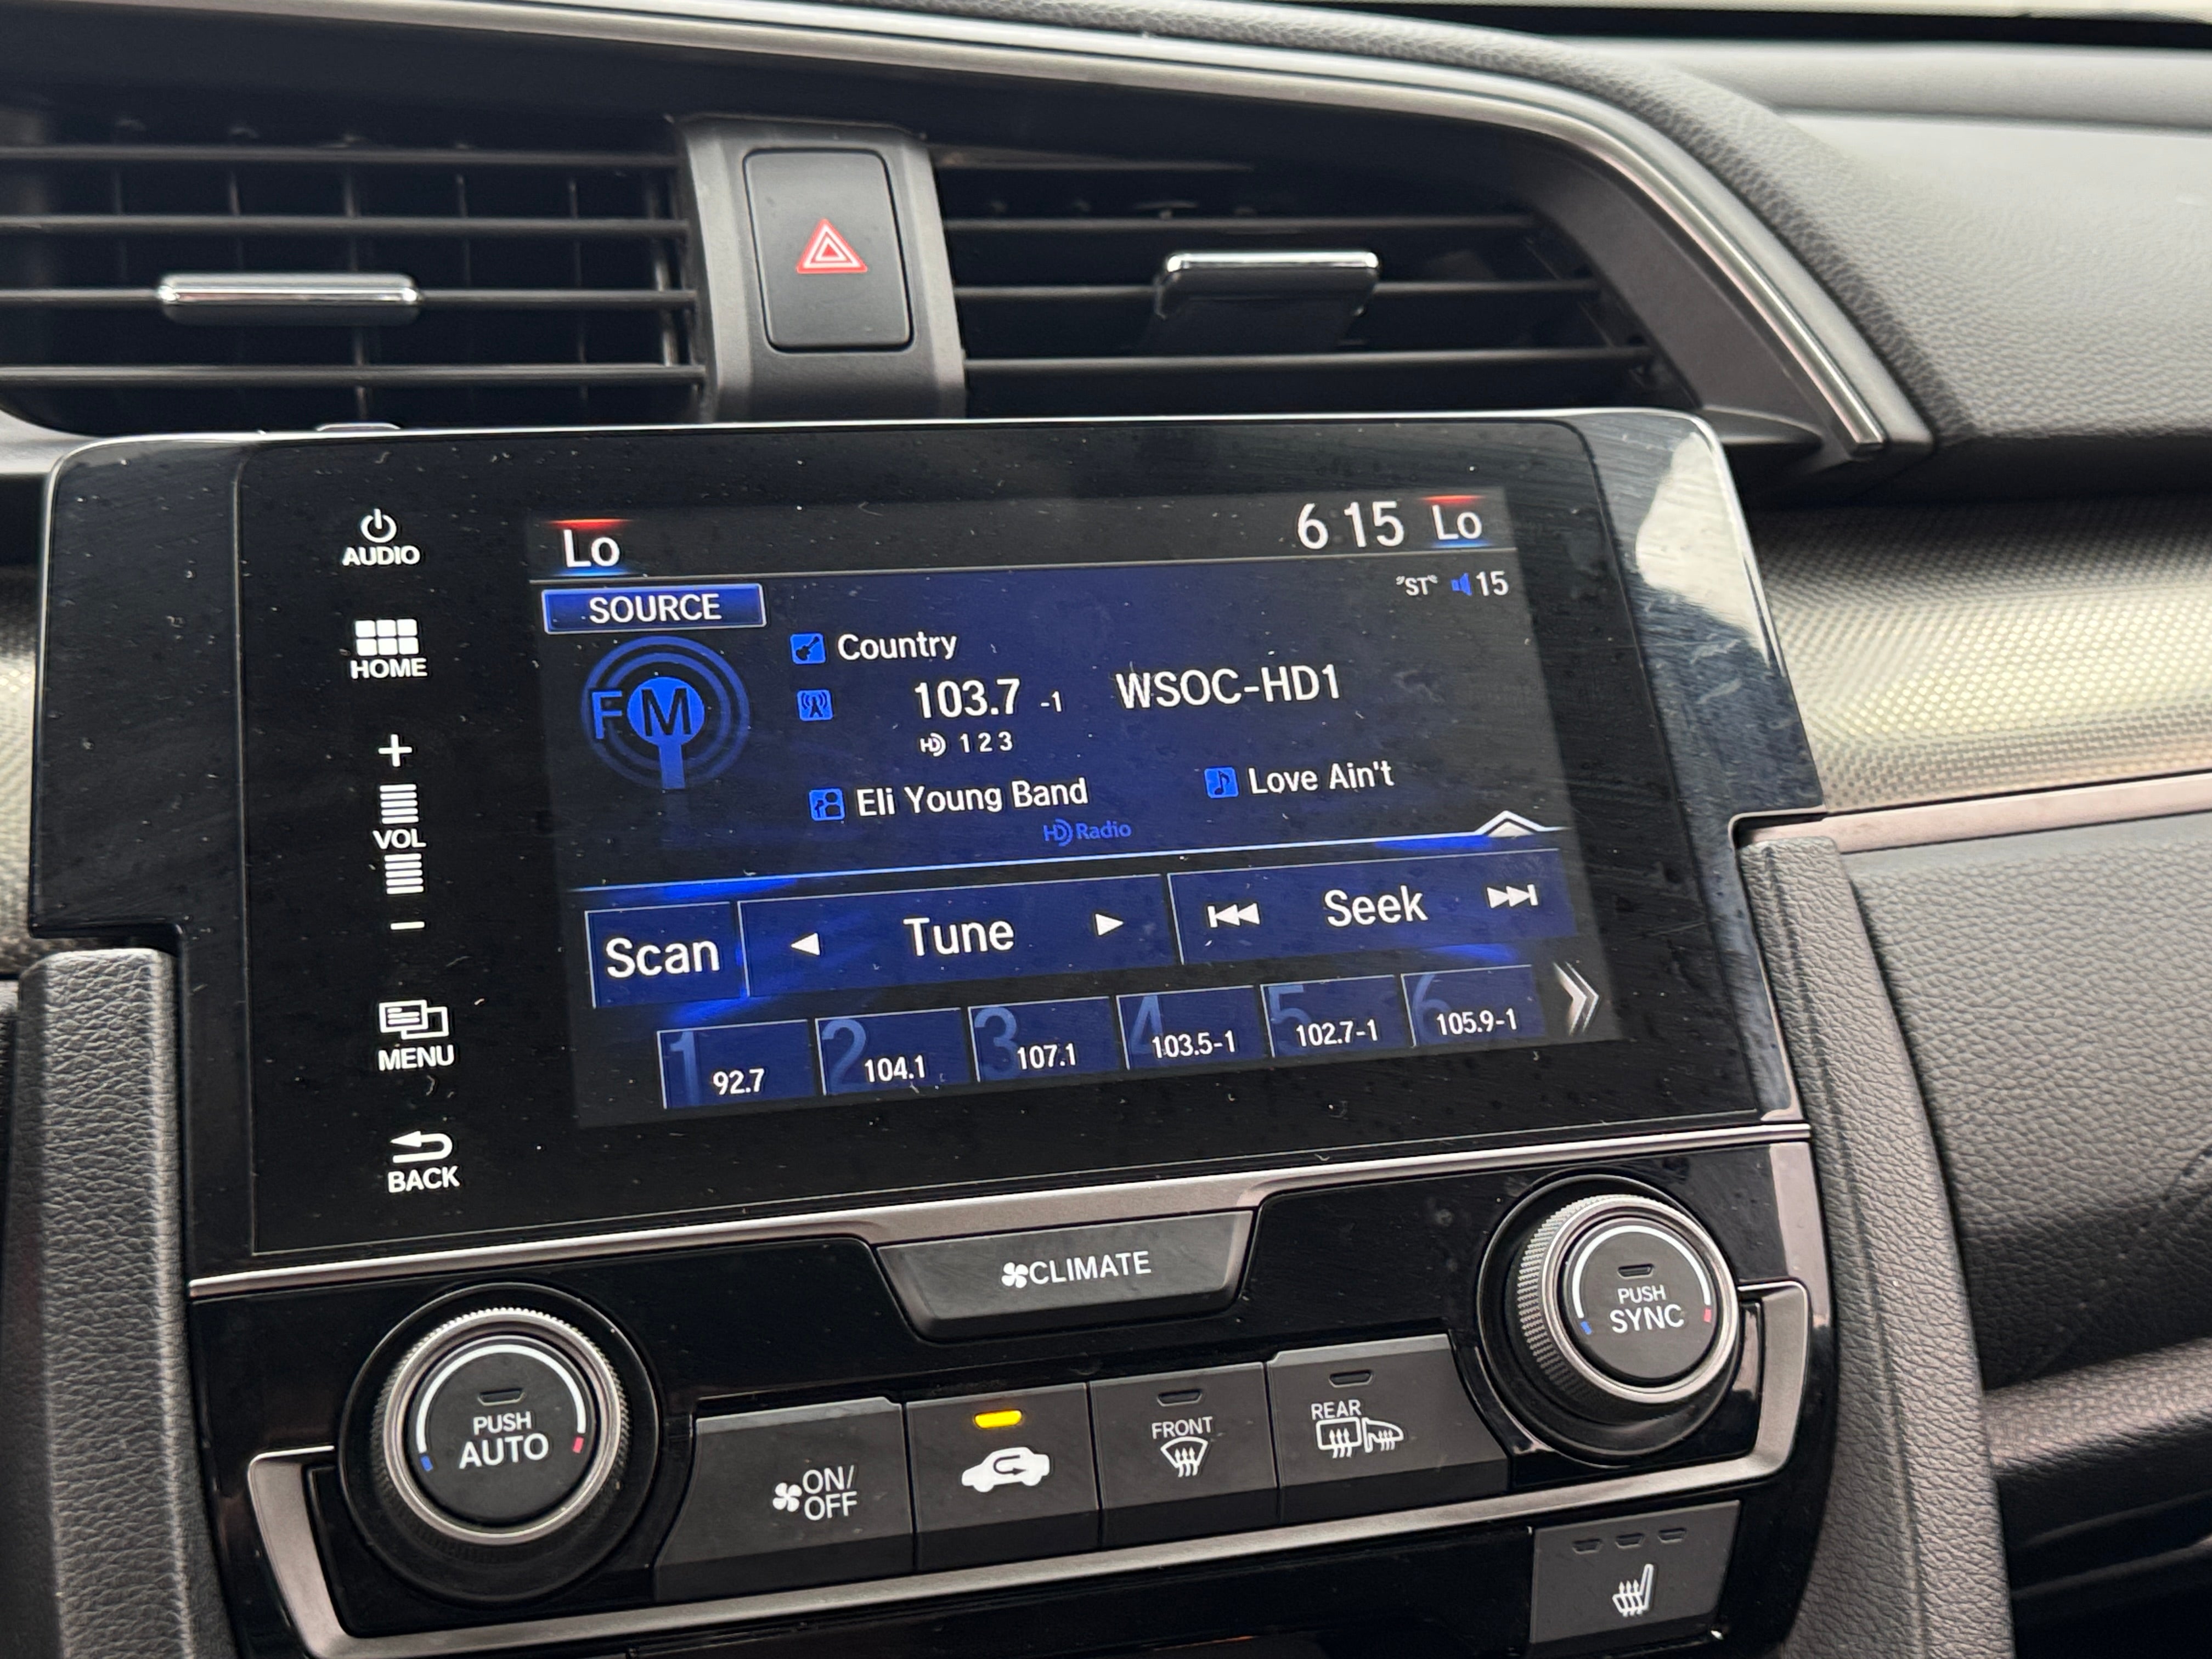 AUDIO
HOME
+
VOL
−
MENU
BACK
Lo
6 15 Lo
SOURCE
"ST" 15
FM
Country
103.7 -1 WSOC-HD1
HD 1 2 3
Eli Young Band
Love Ain't
HD Radio
Scan
Tune
Seek
1 92.7
2 104.1
3 107.1
4 103.5-1
5 102.7-1
6 105.9-1
CLIMATE
PUSH
AUTO
ON/
OFF
FRONT
REAR
PUSH
SYNC